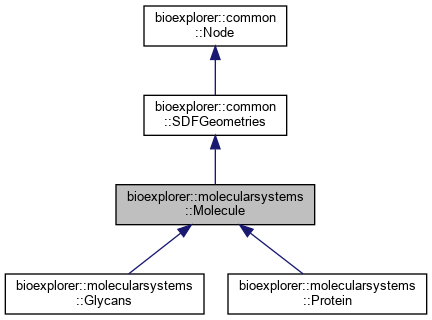 bioexplorer::common
::Node
bioexplorer::common
::SDFGeometries
bioexplorer::molecularsystems
::Molecule
bioexplorer::molecularsystems
::Glycans
bioexplorer::molecularsystems
::Protein